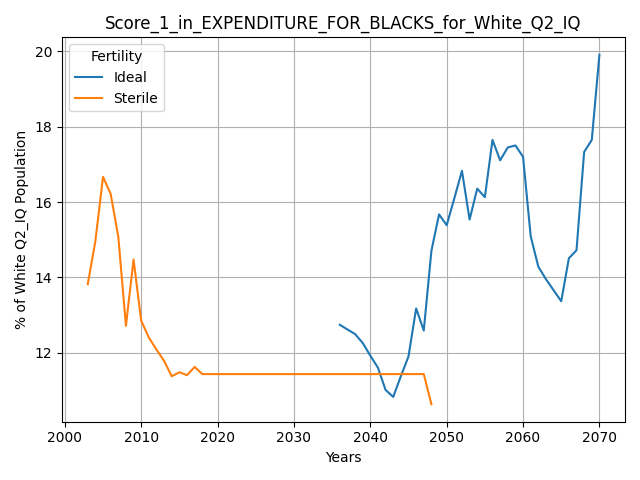 Score_1_in_EXPENDITURE_FOR_BLACKS_for_White_Q2_IQ
Fertility
Ideal
Sterile
% of White Q2_IQ Population
20
18
16
14
12
2000 2010 2020 2030 2040 2050 2060 2070
Years